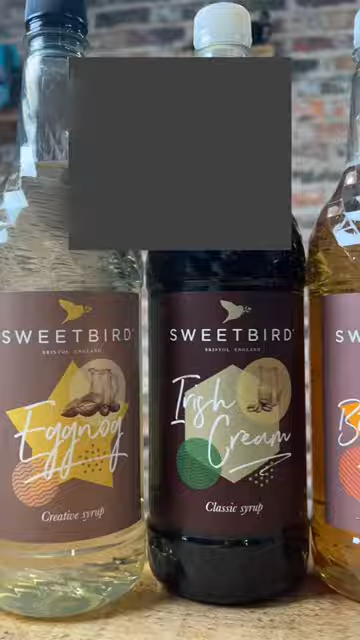 SWEETBIRD®
BRISTOL ENGLAND
Eggnog
Creative syrup
SWEETBIRD®
BRISTOL ENGLAND
Irish
Cream
Classic syrup